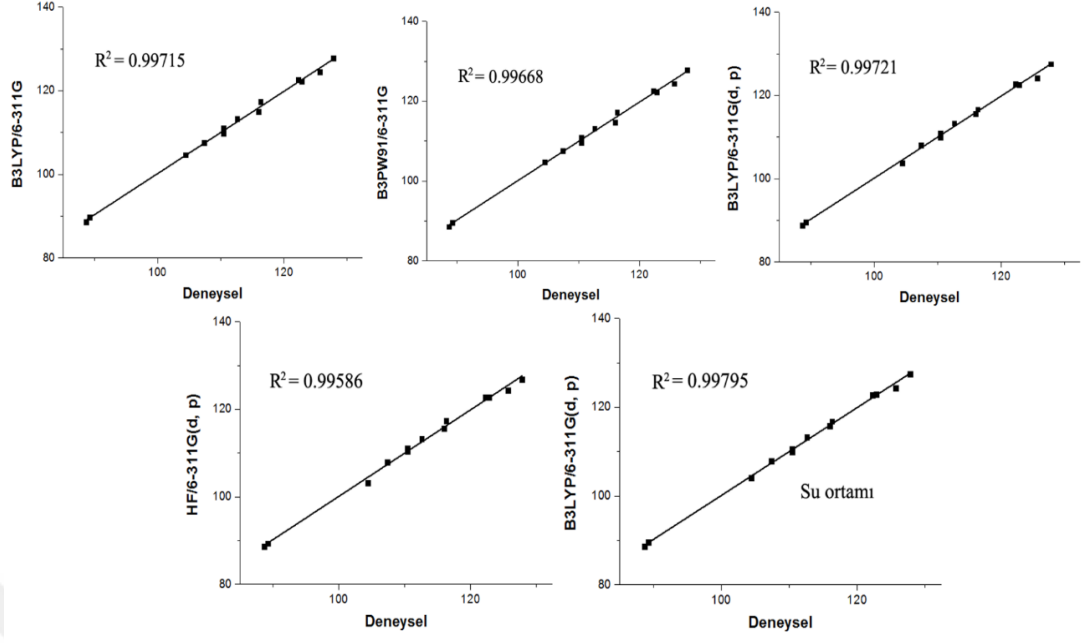 140
120
100
80
B3LYP/6-311G
R² = 0.99715
100
120
Deneysel
140
120
100
80
B3PW91/6-311G
R² = 0.99668
100
120
Deneysel
140
120
100
80
B3LYP/6-311G(d, p)
R² = 0.99721
100
120
Deneysel
140
120
100
80
HF/6-311G(d, p)
R² = 0.99586
100
120
Deneysel
140
120
100
80
B3LYP/6-311G(d, p)
R² = 0.99795
Su ortamı
100
120
Deneysel